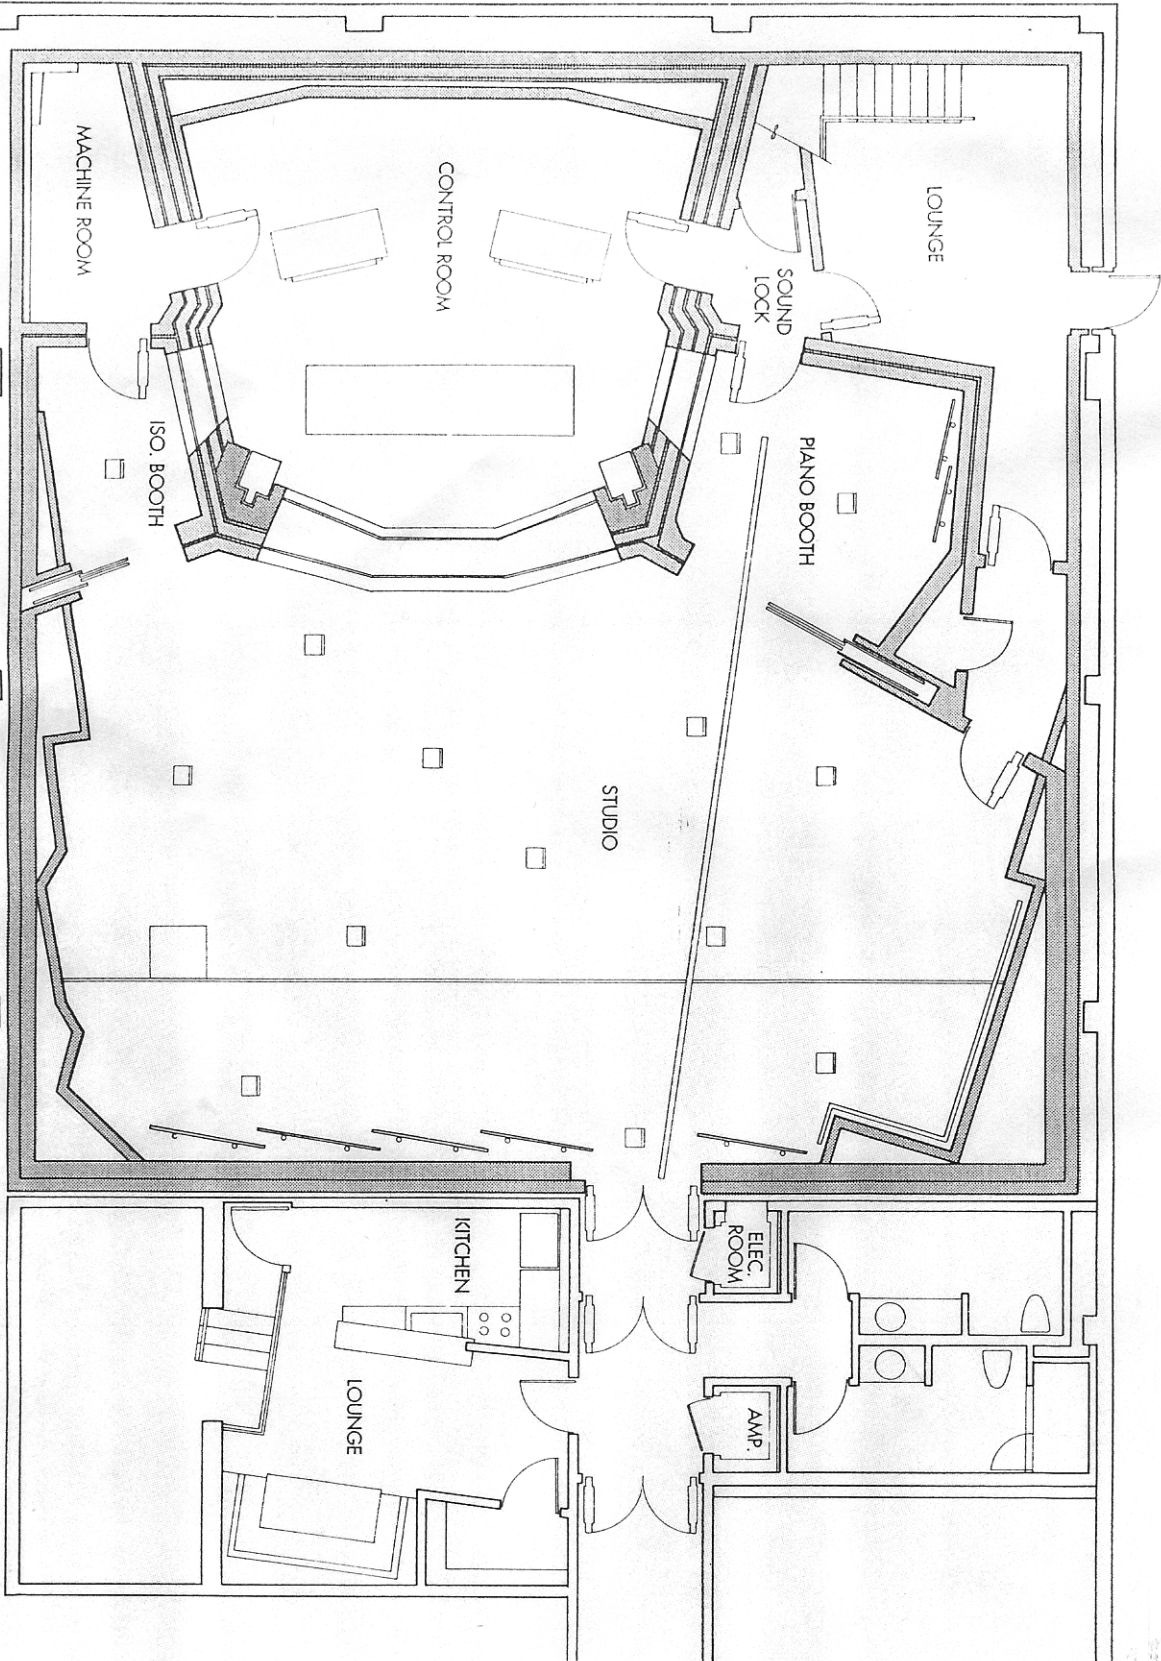 MACHINE ROOM
CONTROL ROOM
LOUNGE
SOUND
LOCK
ISO. BOOTH
PIANO BOOTH
STUDIO
KITCHEN
ELEC.
ROOM
LOUNGE
AMP.